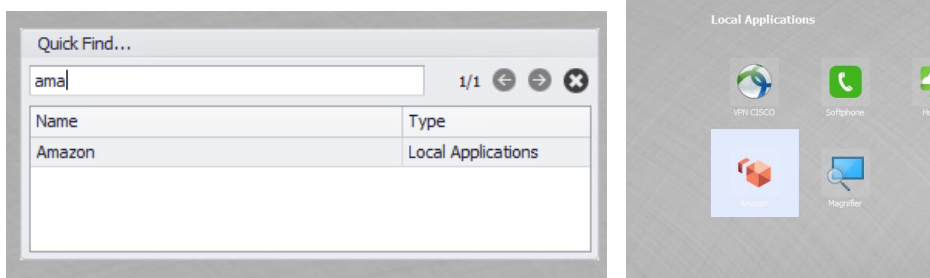 Quick Find...
ama
1/1
Name Type
Amazon Local Applications
Local Applications
VPN CISCO Softphone
Amazon Magnifier